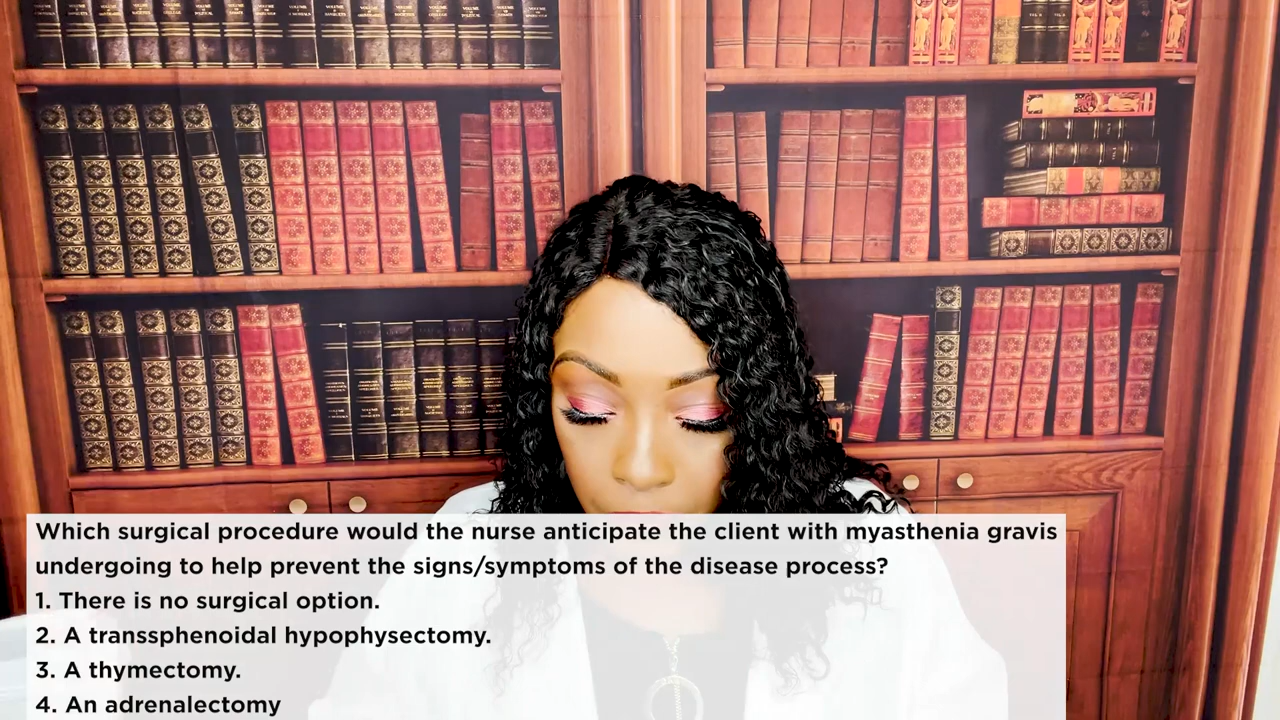 Which surgical procedure would the nurse anticipate the client with myasthenia gravis
undergoing to help prevent the signs/symptoms of the disease process?
1. There is no surgical option.
2. A transsphenoidal hypophysectomy.
3. A thymectomy.
4. An adrenalectomy